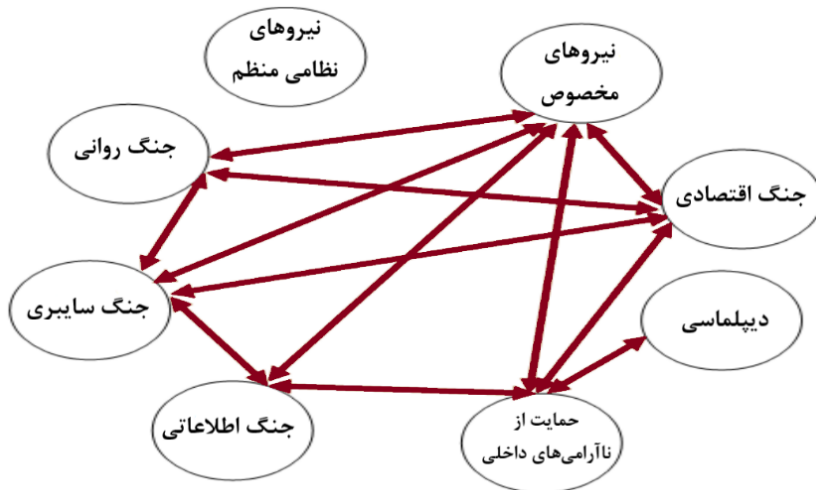 نیروهای
نظامی منظم
نیروهای
مخصوص
جنگ روانی
جنگ اقتصادی
جنگ سایبری
دیپلماسی
جنگ اطلاعاتی
حمایت از
ناآرامی‌های داخلی